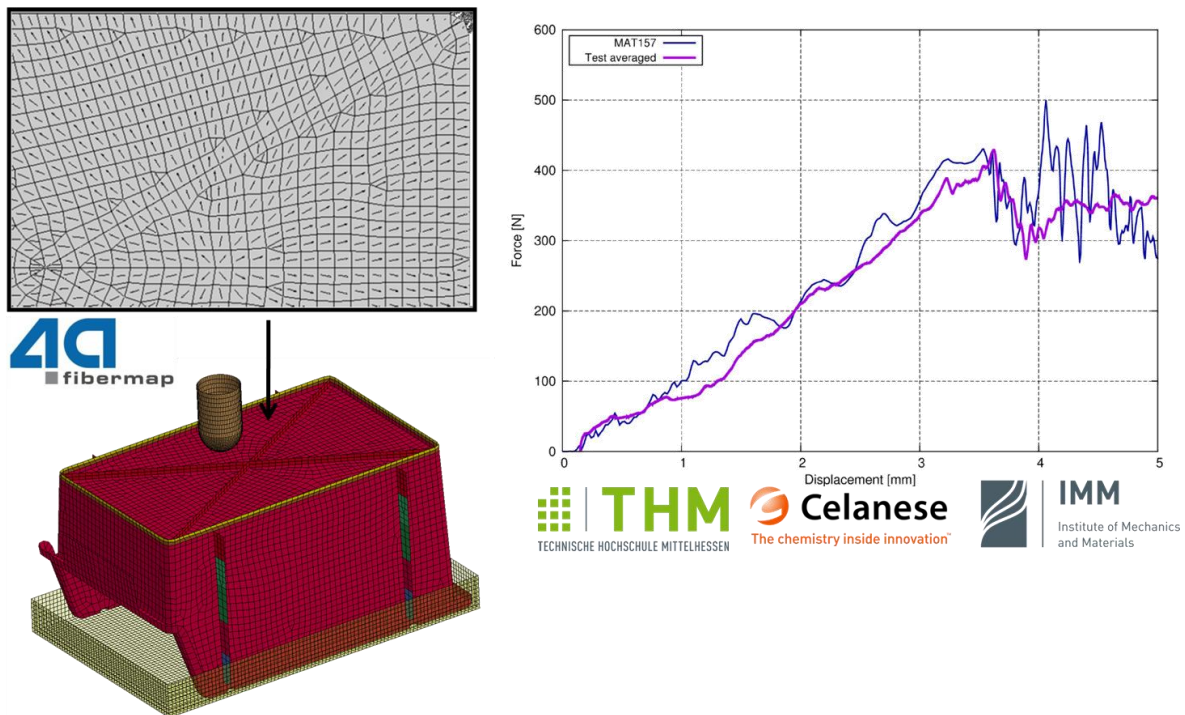 600
500
400
300
200
100
0
Force [N]
MAT157
Test averaged
0
1
2
3
4
5
Displacement [mm]
4a
fibermap
THM
TECHNISCHE HOCHSCHULE MITTELHESSEN
Celanese
The chemistry inside innovation™
IMM
Institute of Mechanics
and Materials